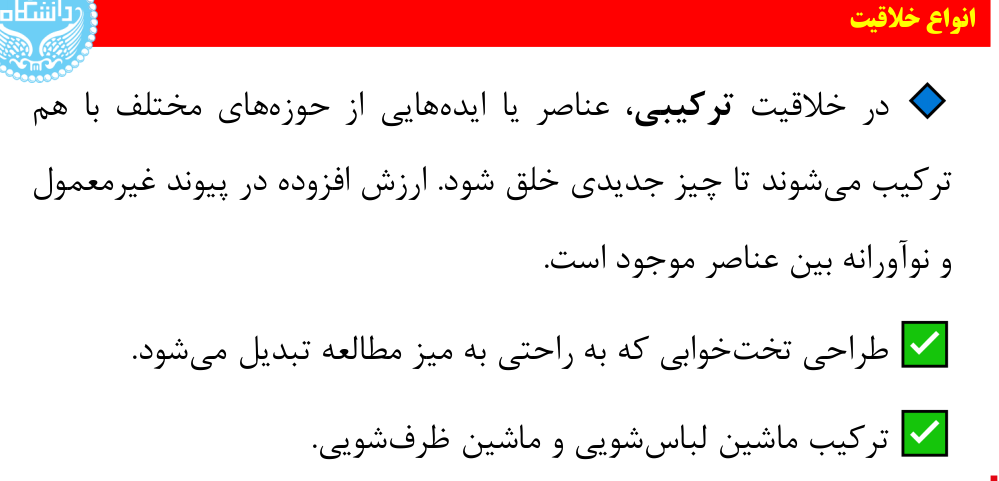 انواع خلاقیت
دانشگاه
در خلاقیت ترکیبی، عناصر یا ایده‌هایی از حوزه‌های مختلف با هم
ترکیب می‌شوند تا چیز جدیدی خلق شود. ارزش افزوده در پیوند غیرمعمول
و نوآورانه بین عناصر موجود است.
طراحی تخت‌خوابی که به راحتی به میز مطالعه تبدیل می‌شود.
ترکیب ماشین لباس‌شویی و ماشین ظرف‌شویی.